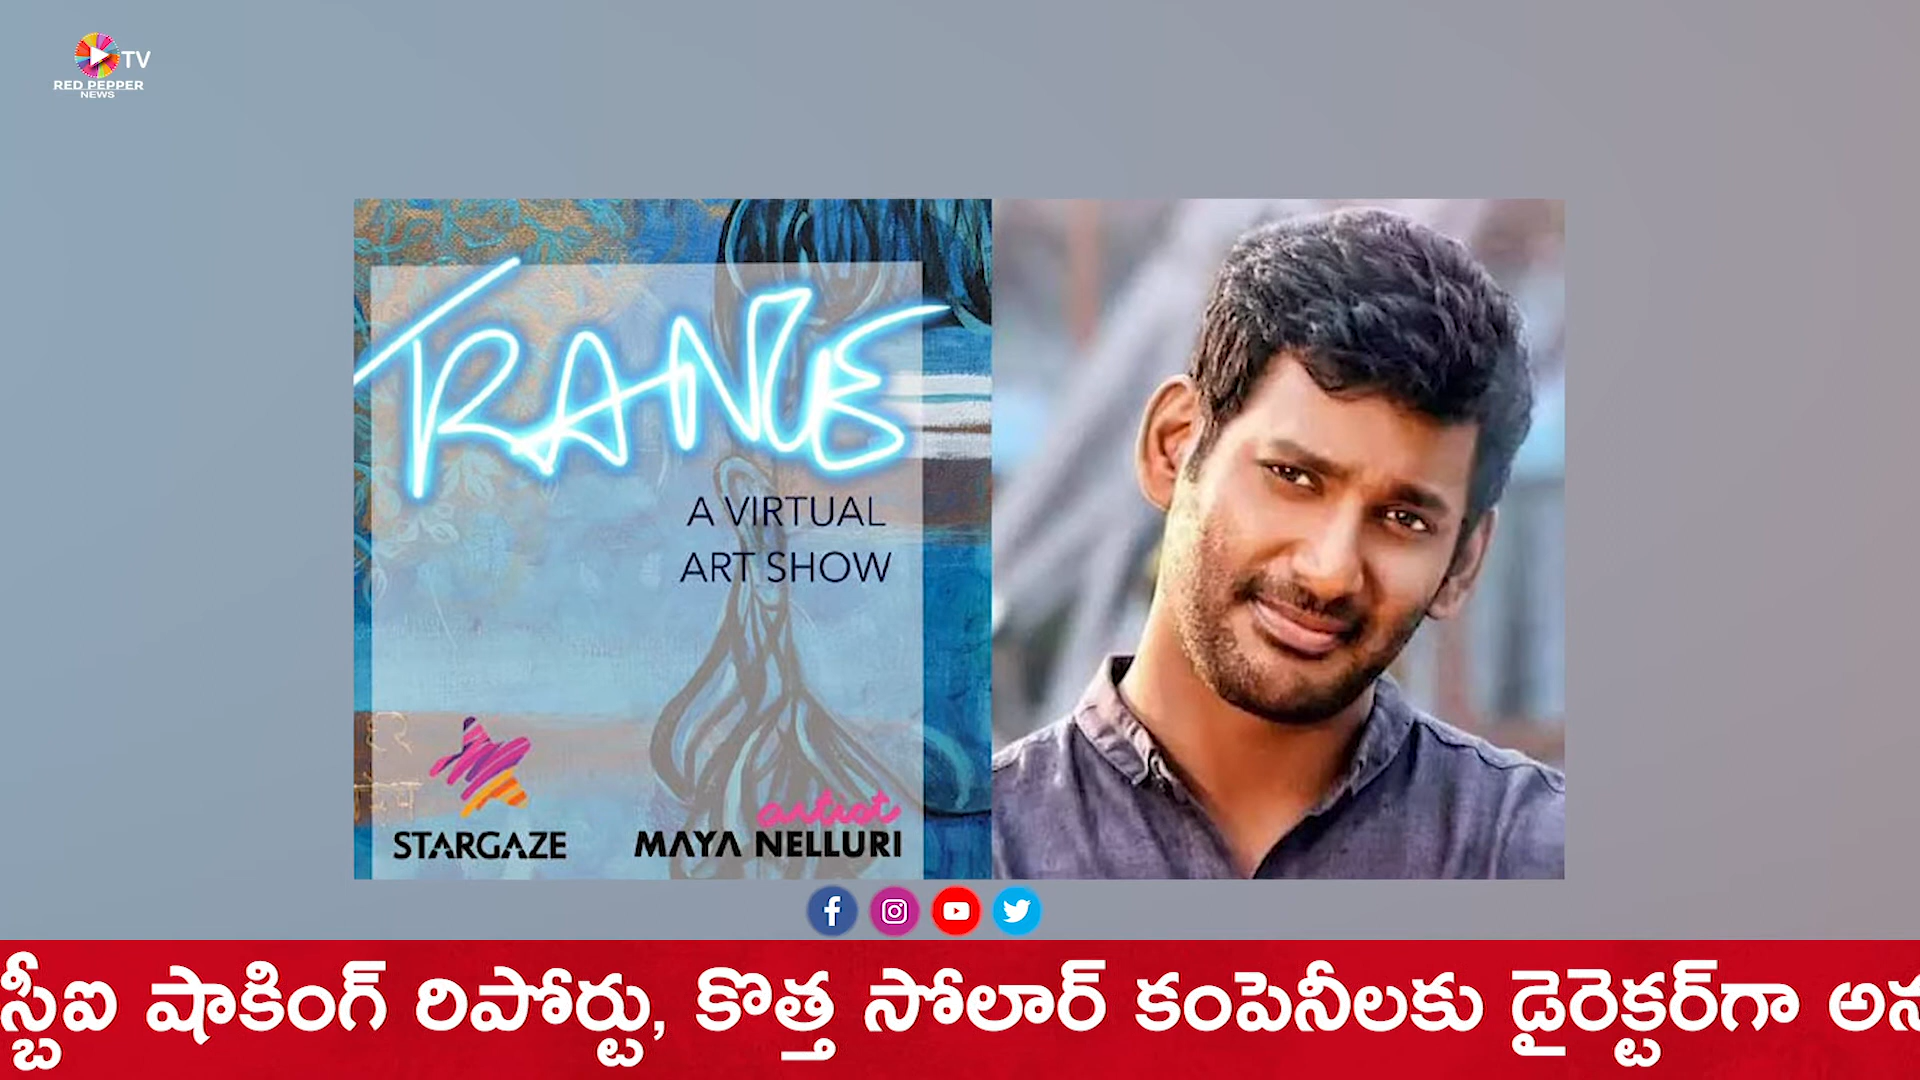 TV
RED PEPPER
NEWS
TRANCE
A VIRTUAL
ART SHOW
STARGAZE
artist
MAYA NELLURI
స్బీఐ షాకింగ్ రిపోర్టు, కొత్త సోలార్ కంపెనీలకు డైరెక్టర్‌గా